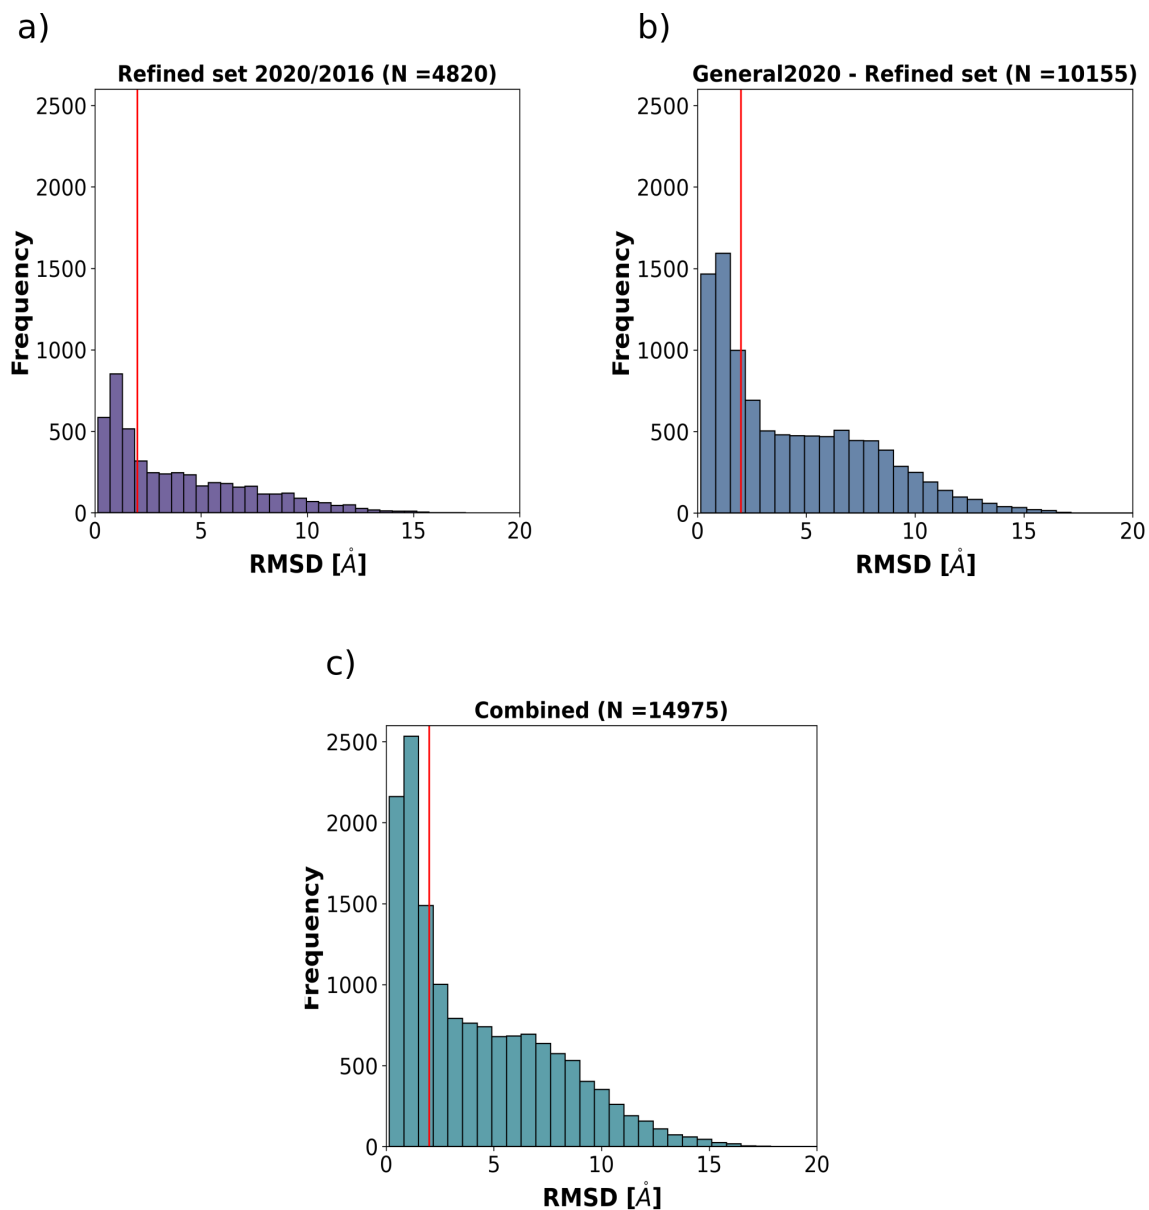 a)
Refined set 2020/2016 (N =4820)
2500
2000
1500
1000
500
0
Frequency
0 5 10 15 20
RMSD [Å]
b)
General2020 - Refined set (N =10155)
2500
2000
1500
1000
500
0
Frequency
0 5 10 15 20
RMSD [Å]
c)
Combined (N =14975)
2500
2000
1500
1000
500
0
Frequency
0 5 10 15 20
RMSD [Å]